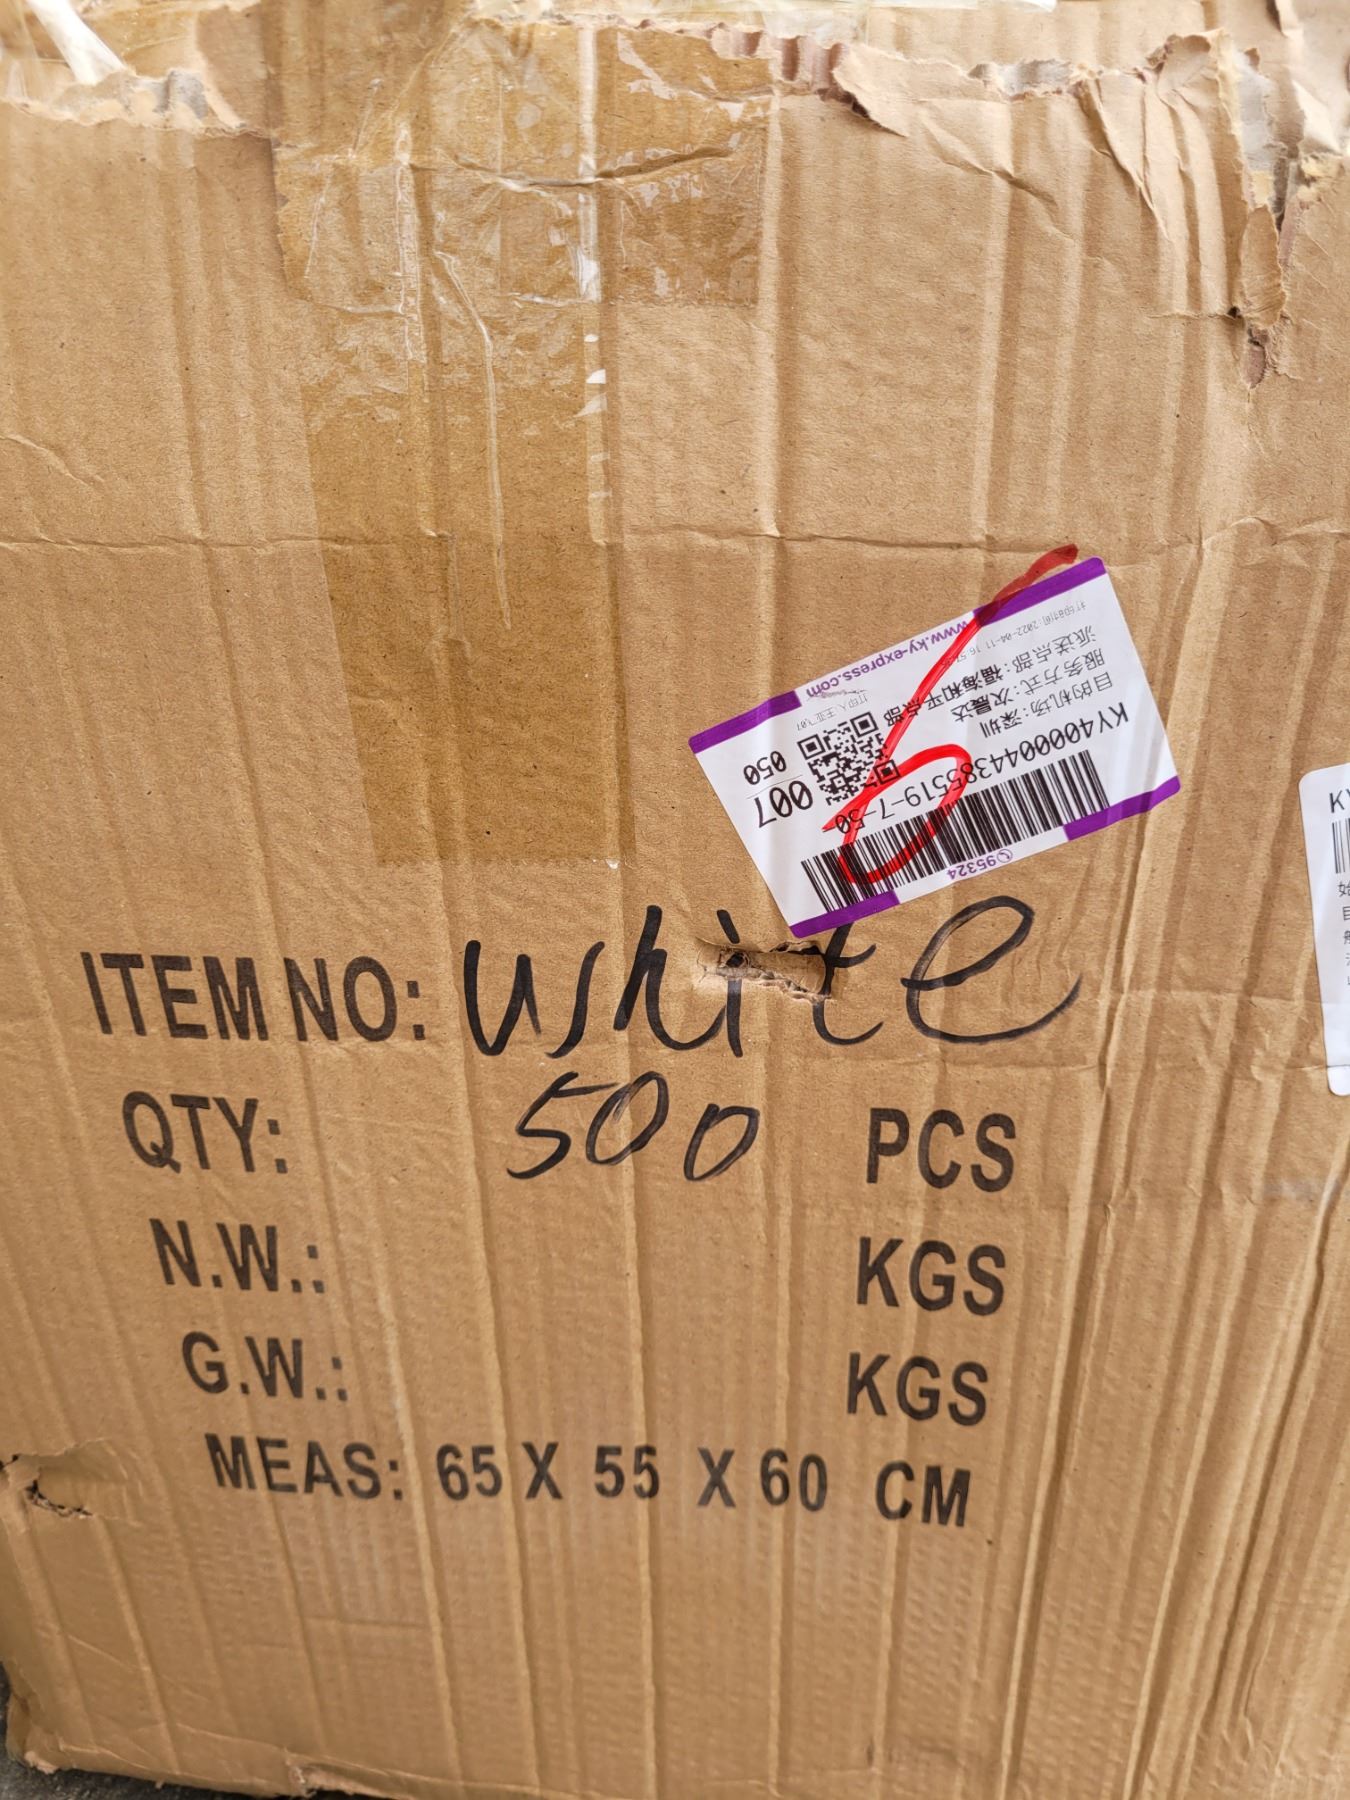 www.ky-express.com
派送点部:福海和平点部
服务方式:次晨达
目的机场:深圳
KY4000044385519-7-50
007
050
95324
ITEM NO: white
QTY: 500 PCS
N.W.: KGS
G.W.: KGS
MEAS: 65 X 55 X 60 CM
KY